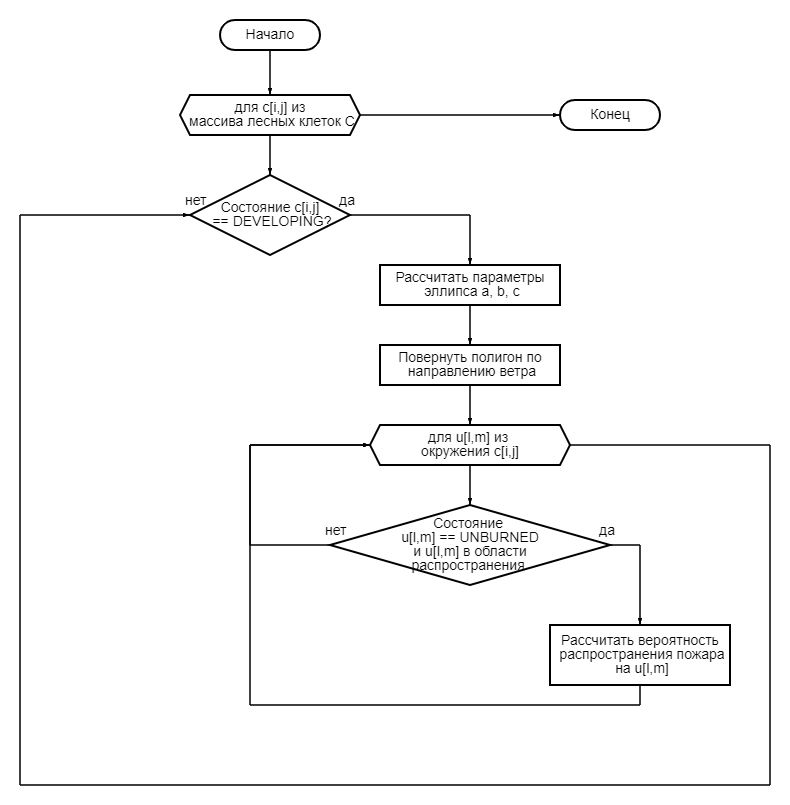 Начало
для c[i,j] из
массива лесных клеток C
Конец
нет
да
Состояние c[i,j]
== DEVELOPING?
Рассчитать параметры
эллипса a, b, c
Повернуть полигон по
направлению ветра
для u[l,m] из
окружения c[i,j]
нет
да
Состояние
u[l,m] == UNBURNED
и u[l,m] в области
распространения
Рассчитать вероятность
распространения пожара
на u[l,m]